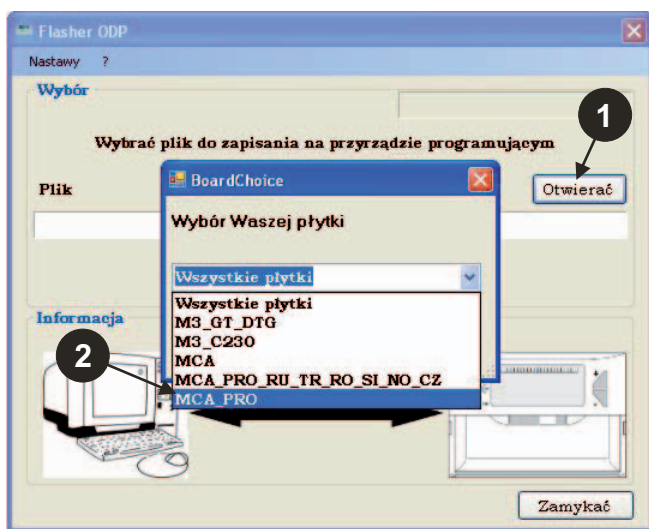 Flasher ODP
Nastawy ?
Wybór
1
Wybrać plik do zapisania na przyrządzie programującym
Plik
Otwierać
BoardChoice
Wybór Waszej płytki
Wszystkie płytki
Wszystkie płytki
M3_GT_DTG
M3_C230
MCA
MCA_PRO_RU_TR_RO_SI_NO_CZ
MCA_PRO
Informacja
2
Zamykać